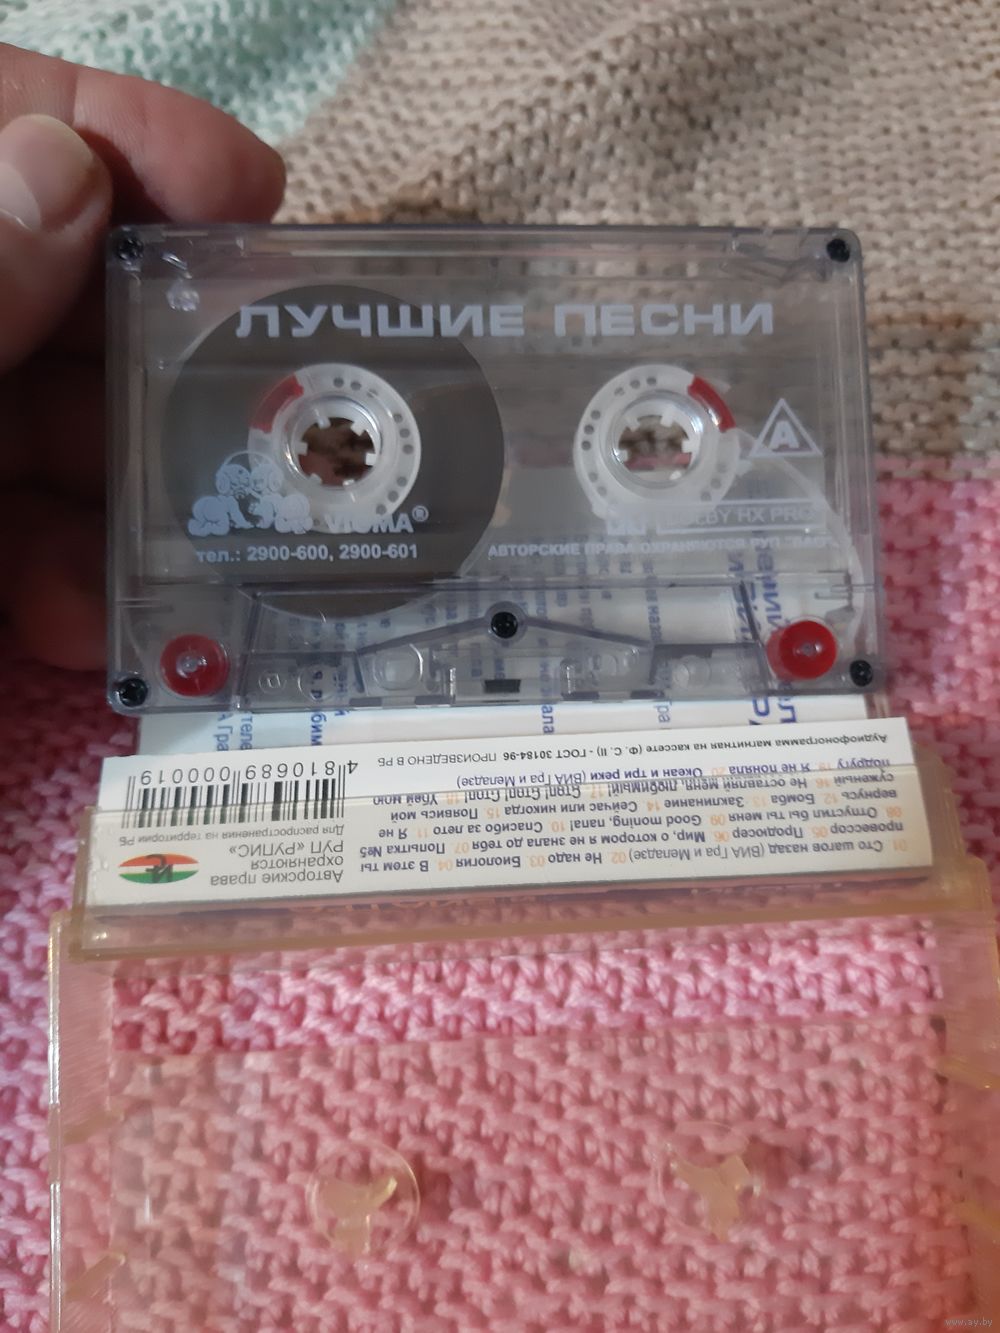 ЛУЧШИЕ ПЕСНИ
A
VIGMA®
DOLBY HX PRO
тел.: 2900-600, 2900-601
АВТОРСКИЕ ПРАВА ОХРАНЯЮТСЯ РУП
01 Сто шагов назад (ВИА Гра и Меладзе) 02 Не надо 03. Биология 04 В этом ты
провессор 05. Продюсер 06. Мир, о котором я не знала до тебя 07 Попытка №5
08. Отпустил бы ты меня 09 Good moning, папа! 10. Спасибо за лето 11. Я не
вернусь 12. Бомба 13. Заклинание 14 Сейчас или никогда 15. Появись мой
суженый 16. Не оставляй меня, любимый! 17. Стоп! Стоп! Стоп! 18. Убей мою
подругу 19. Я не поняла 20. Океан и три реки (ВИА Гра и Меладзе)
Аудиофонограмма магнитная на кассете (Ф. С. II) - ГОСТ 30184-96 ПРОИЗВЕДЕНО В РБ
Авторские права
охраняются
РУП «РУПИС»
Для распространения на территории РБ
4 810689 000019
www.ay.by